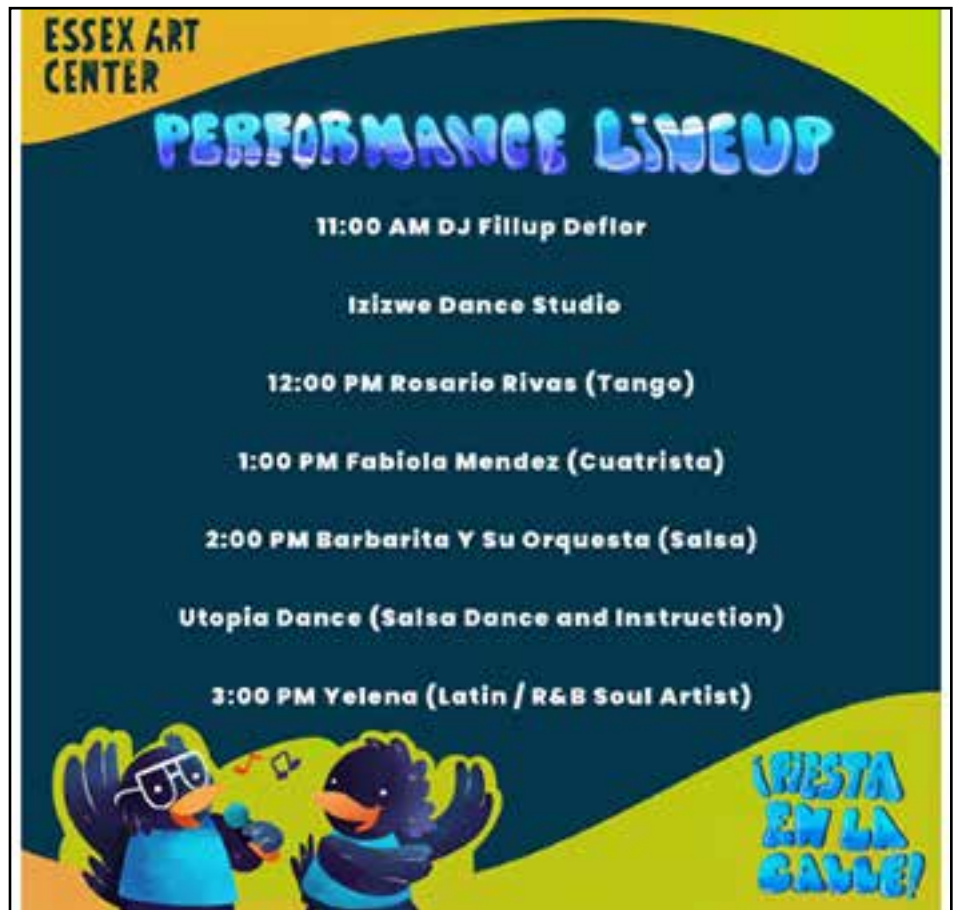 ESSEX ART
CENTER
PERFORMANCE LiNEUP
11:00 AM DJ Fillup Deflor
Izizwe Dance Studio
12:00 PM Rosario Rivas (Tango)
1:00 PM Fabiola Mendez (Cuatrista)
2:00 PM Barbarita Y Su Orquesta (Salsa)
Utopia Dance (Salsa Dance and Instruction)
3:00 PM Yelena (Latin / R&B Soul Artist)
¡FIESTA
EN LA
CALLE!